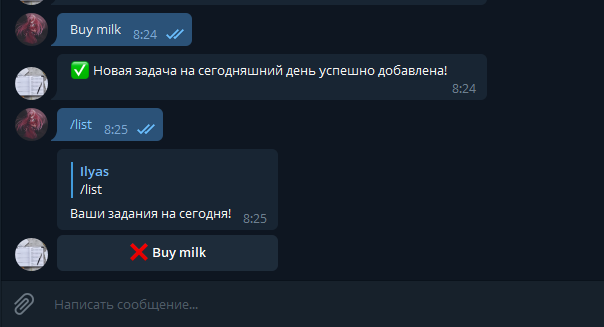 Buy milk 8:24
✅ Новая задача на сегодняшний день успешно добавлена!
8:24
/list 8:25
Ilyas
/list
Ваши задания на сегодня! 8:25
❌ Buy milk
Написать сообщение...